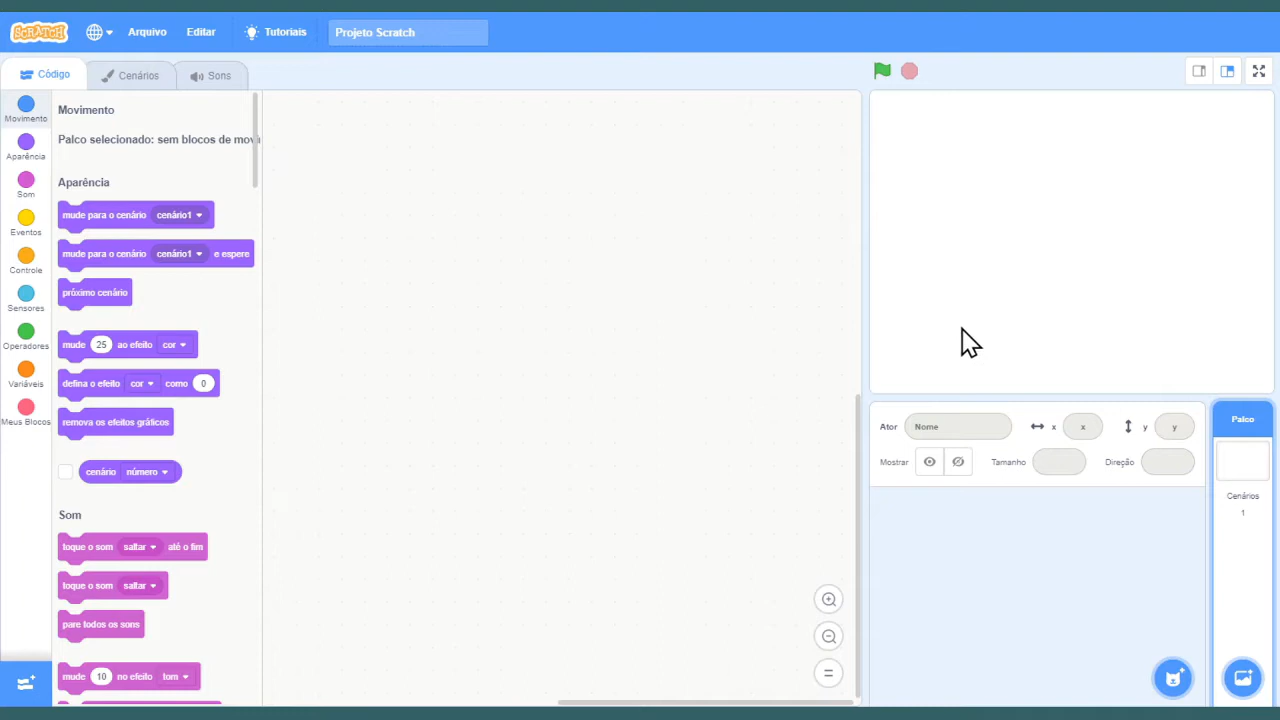 SCRATCH
Arquivo
Editar
Tutoriais
Projeto Scratch
Código
Cenários
Sons
Movimento
Aparência
Som
Eventos
Controle
Sensores
Operadores
Variáveis
Meus Blocos
Movimento
Palco selecionado: sem blocos de mov
Aparência
mude para o cenário cenário1
mude para o cenário cenário1 e espere
próximo cenário
mude 25 ao efeito cor
defina o efeito cor como 0
remova os efeitos gráficos
cenário número
Som
toque o som saltar até o fim
toque o som saltar
pare todos os sons
mude 10 no efeito tom
Ator Nome x x y y
Mostrar Tamanho Direção
Palco
Cenários
1